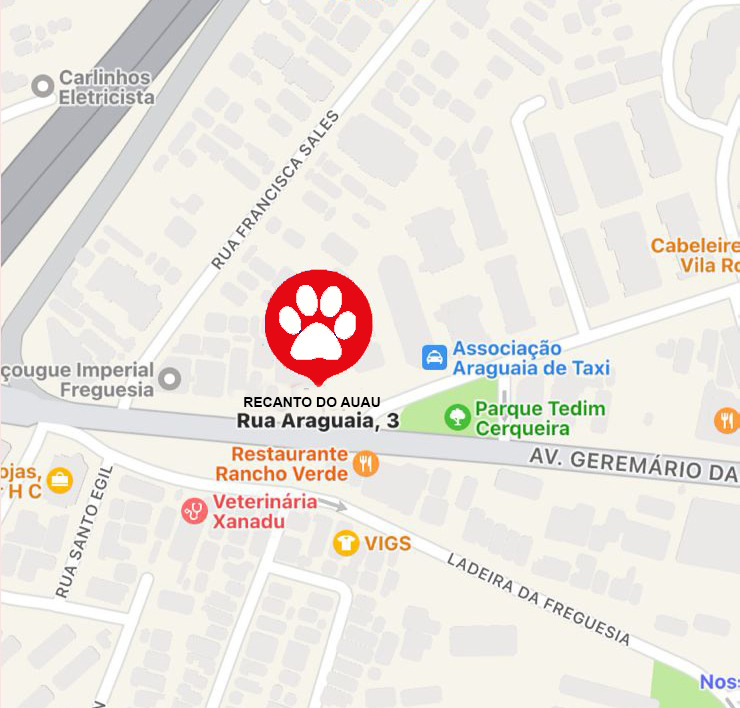 Carlinhos
Eletricista
RUA FRANCISCA SALES
Cabeleire
Vila Ro
Associação
Araguaia de Taxi
çougue Imperial
Freguesia
RECANTO DO AUAU
Rua Araguaia, 3
Parque Tedim
Cerqueira
Restaurante
Rancho Verde
AV. GEREMÁRIO DA
ojas,
r H C
Veterinária
Xanadu
RUA SANTO EGIL
VIGS
LADEIRA DA FREGUESIA
Noss